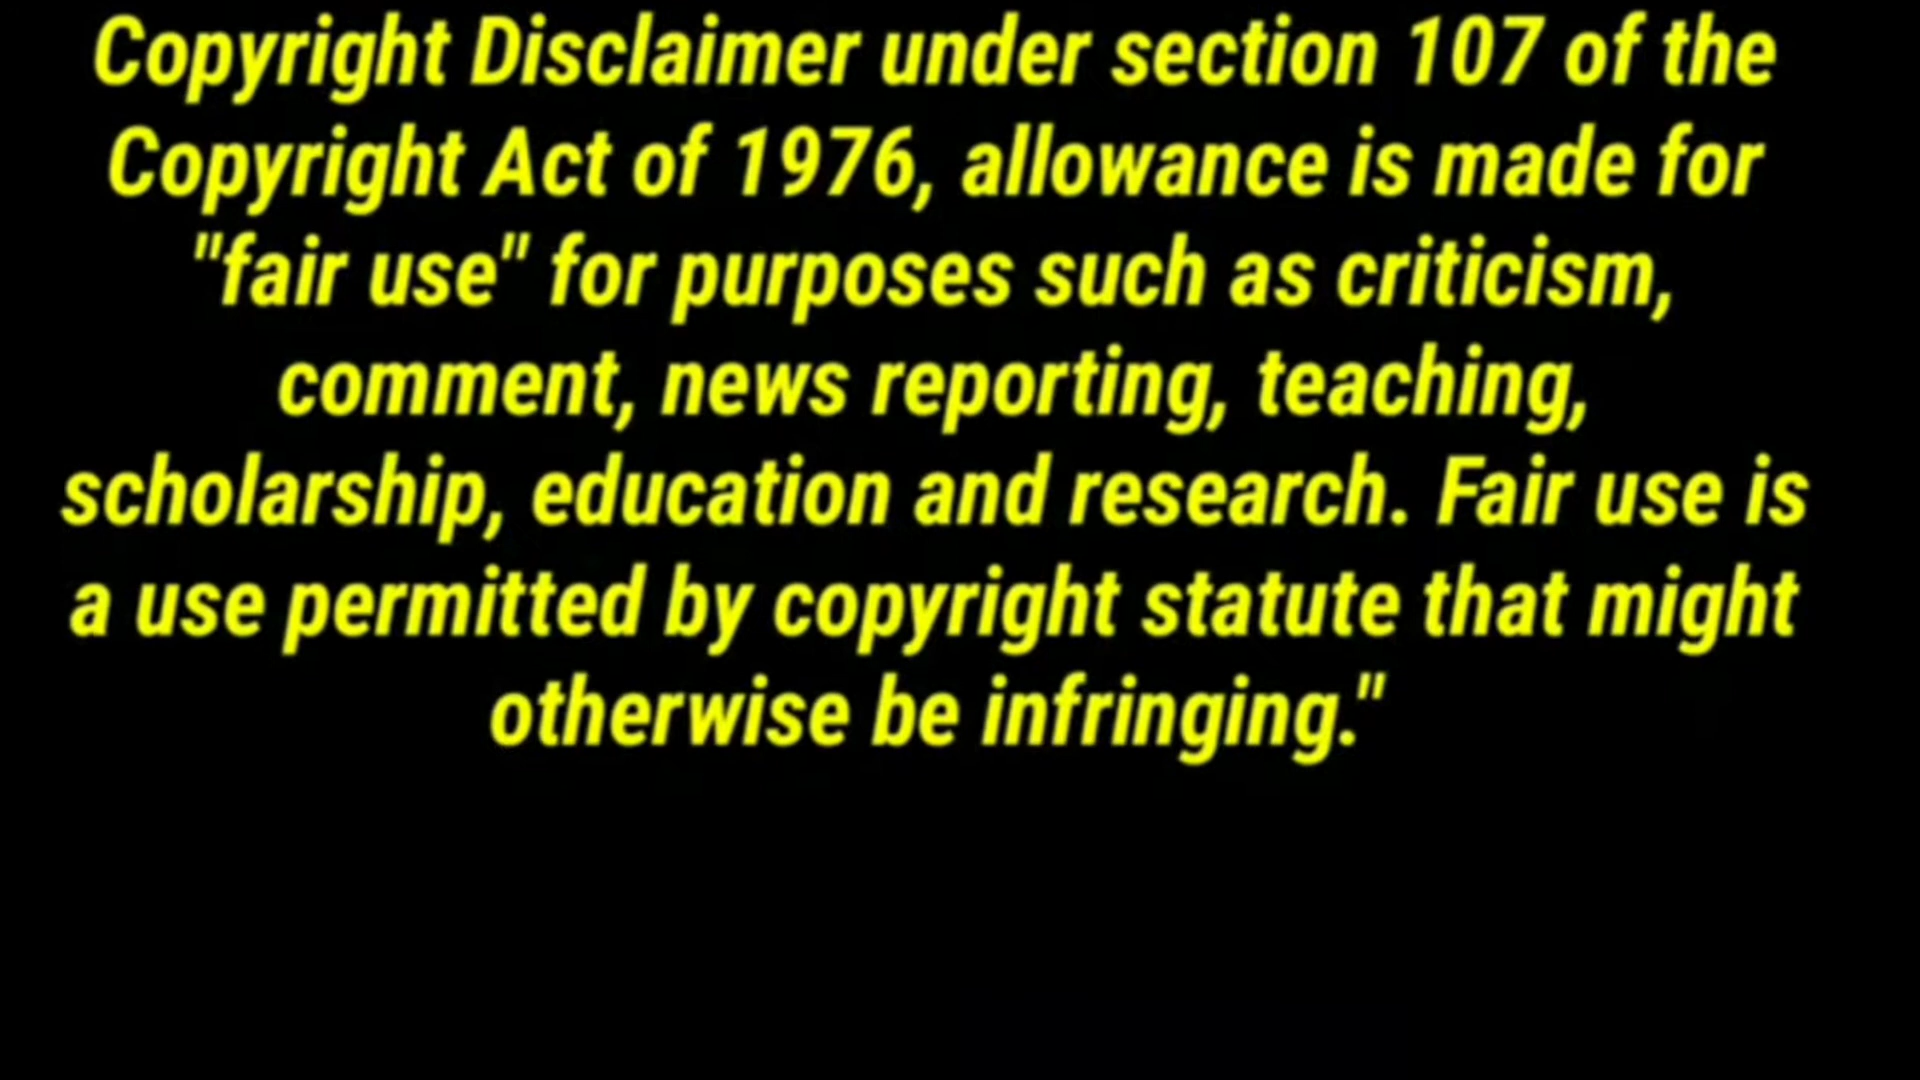 Copyright Disclaimer under section 107 of the
Copyright Act of 1976, allowance is made for
"fair use" for purposes such as criticism,
comment, news reporting, teaching,
scholarship, education and research. Fair use is
a use permitted by copyright statute that might
otherwise be infringing."